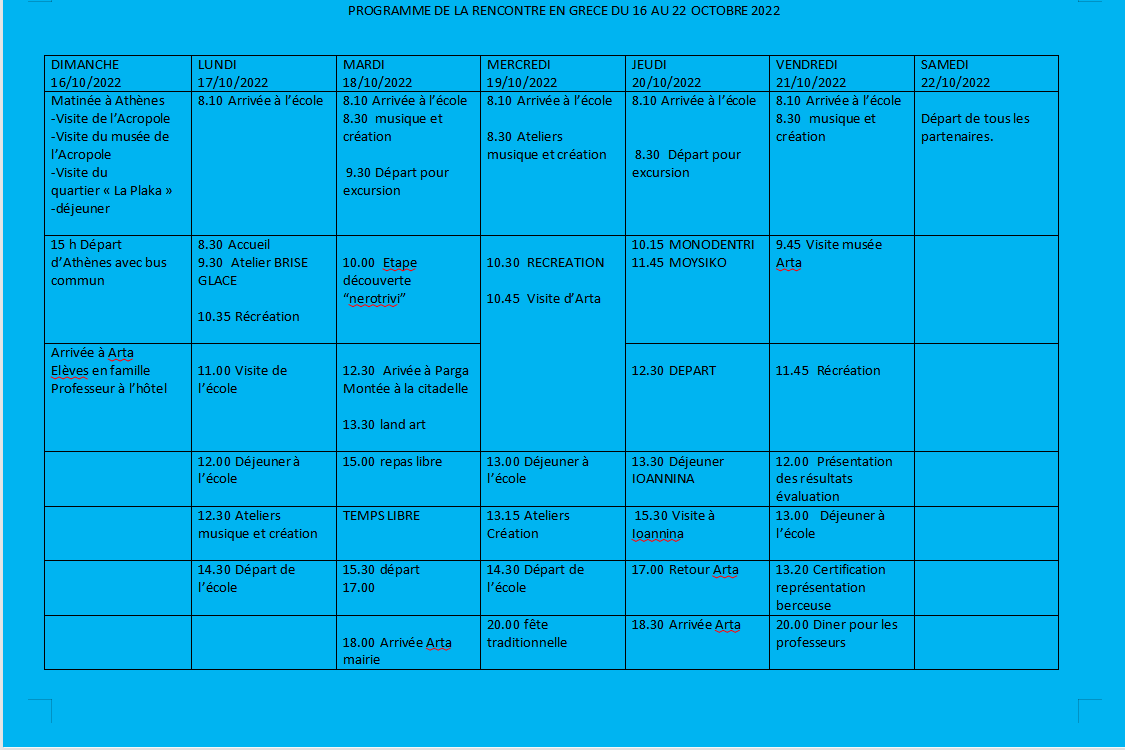 PROGRAMME DE LA RENCONTRE EN GRECE DU 16 AU 22 OCTOBRE 2022
DIMANCHE
16/10/2022
LUNDI
17/10/2022
MARDI
18/10/2022
MERCREDI
19/10/2022
JEUDI
20/10/2022
VENDREDI
21/10/2022
SAMEDI
22/10/2022
Matinée à Athènes
-Visite de l’Acropole
-Visite du musée de
l’Acropole
-Visite du
quartier « La Plaka »
-déjeuner
8.10 Arrivée à l’école
8.10 Arrivée à l’école
8.30 musique et
création
9.30 Départ pour
excursion
8.10 Arrivée à l’école
8.30 Ateliers
musique et création
8.10 Arrivée à l’école
8.30 Départ pour
excursion
8.10 Arrivée à l’école
8.30 musique et
création
Départ de tous les
partenaires.
15 h Départ
d’Athènes avec bus
commun
8.30 Accueil
9.30 Atelier BRISE
GLACE
10.35 Récréation
10.00 Etape
découverte
“nerotrivi”
10.30 RECREATION
10.45 Visite d’Arta
10.15 MONODENTRI
11.45 MOYSIKO
9.45 Visite musée
Arta
Arrivée à Arta
Elèves en famille
Professeur à l’hôtel
11.00 Visite de
l’école
12.30 Arivée à Parga
Montée à la citadelle
13.30 land art
12.30 DEPART
11.45 Récréation
12.00 Déjeuner à
l’école
15.00 repas libre
13.00 Déjeuner à
l’école
13.30 Déjeuner
IOANNINA
12.00 Présentation
des résultats
évaluation
12.30 Ateliers
musique et création
TEMPS LIBRE
13.15 Ateliers
Création
15.30 Visite à
Ioannina
13.00 Déjeuner à
l’école
14.30 Départ de
l’école
15.30 départ
17.00
14.30 Départ de
l’école
17.00 Retour Arta
13.20 Certification
représentation
berceuse
18.00 Arrivée Arta
mairie
20.00 fête
traditionnelle
18.30 Arrivée Arta
20.00 Diner pour les
professeurs